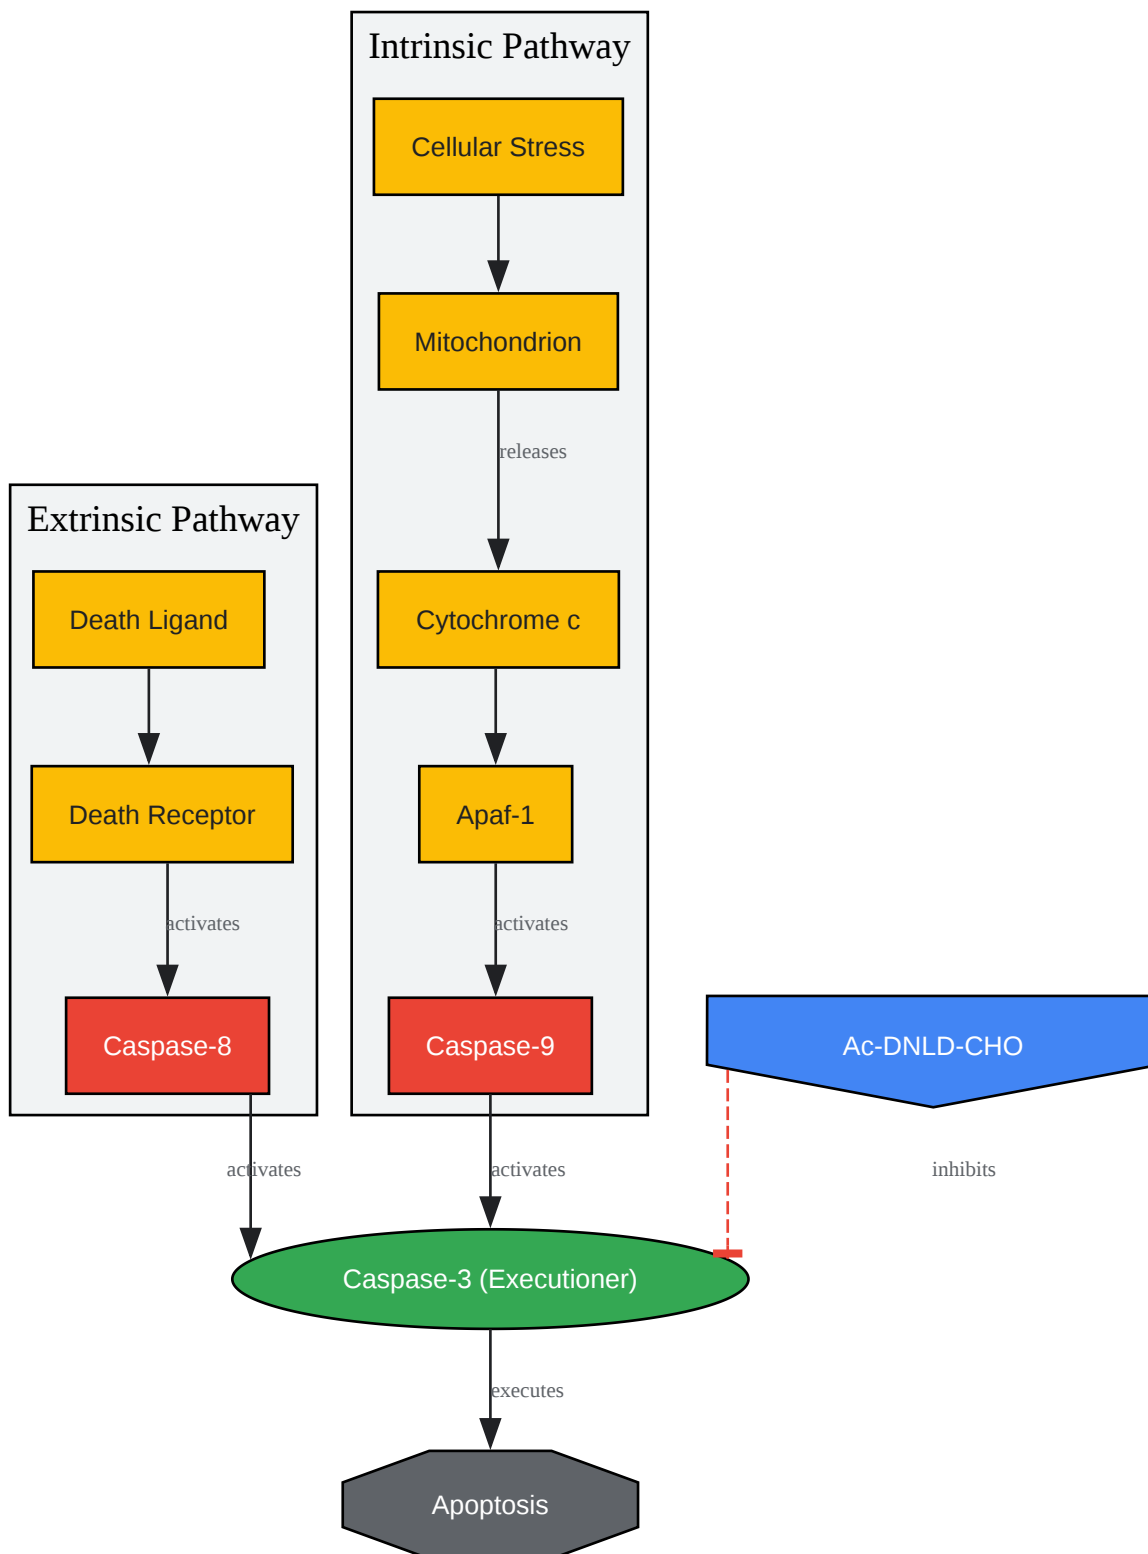 Intrinsic Pathway
Cellular Stress
Mitochondrion
releases
Extrinsic Pathway
Death Ligand
Cytochrome c
Death Receptor
Apaf-1
activates
activates
Caspase-8
Caspase-9
Ac-DNLD-CHO
activates
activates
inhibits
Caspase-3 (Executioner)
executes
Apoptosis